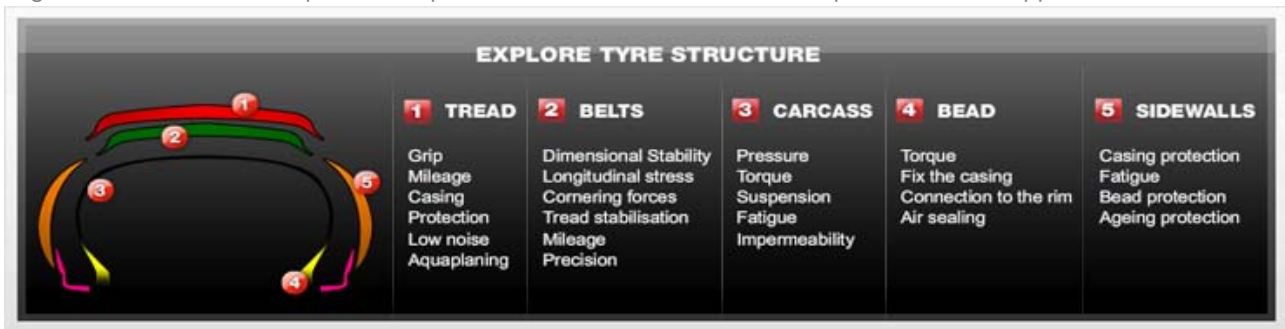 EXPLORE TYRE STRUCTURE
1 TREAD
Grip
Mileage
Casing
Protection
Low noise
Aquaplaning
2 BELTS
Dimensional Stability
Longitudinal stress
Cornering forces
Tread stabilisation
Mileage
Precision
3 CARCASS
Pressure
Torque
Suspension
Fatigue
Impermeability
4 BEAD
Torque
Fix the casing
Connection to the rim
Air sealing
5 SIDEWALLS
Casing protection
Fatigue
Bead protection
Ageing protection
1
2
3
5
4